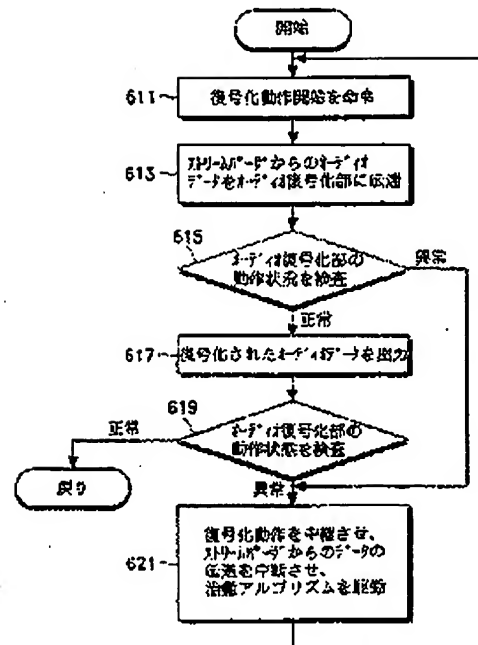 開始
611
復号化動作開始を命令
613
ストリームパーサからのオーディオ
データをオーディオ復号化部に伝達
615
オーディオ復号化部の
動作状況を検査
異常
正常
617
復号化されたオーディオデータを出力
619
オーディオ復号化部の
動作状態を検査
正常
異常
戻り
621
復号化動作を中継させ、
ストリームパーサからのデータの
伝送を中断させ、
治癒アルゴリズムを駆動